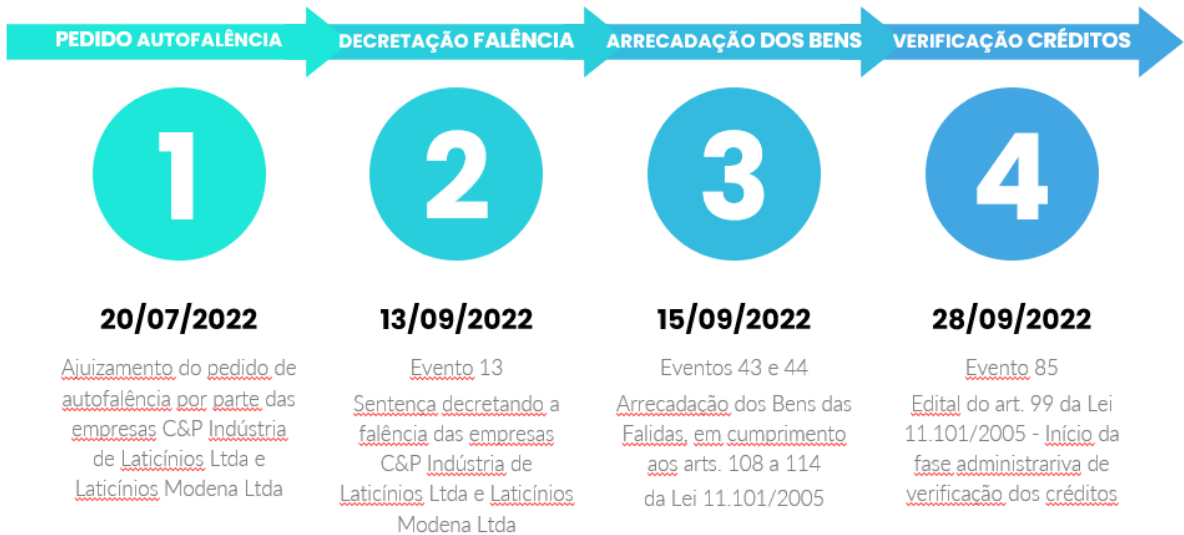 PEDIDO AUTOFALÊNCIA
DECRETAÇÃO FALÊNCIA
ARRECADAÇÃO DOS BENS
VERIFICAÇÃO CRÉDITOS
1
2
3
4
20/07/2022
Ajuizamento do pedido de
autofalência por parte das
empresas C&P Indústria
de Laticínios Ltda e
Laticínios Modena Ltda
13/09/2022
Evento 13
Sentença decretando a
falência das empresas
C&P Indústria de
Laticínios Ltda e Laticínios
Modena Ltda
15/09/2022
Eventos 43 e 44
Arrecadação dos Bens das
Falidas, em cumprimento
aos arts. 108 a 114
da Lei 11.101/2005
28/09/2022
Evento 85
Edital do art. 99 da Lei
11.101/2005 - Início da
fase administrariva de
verificação dos créditos